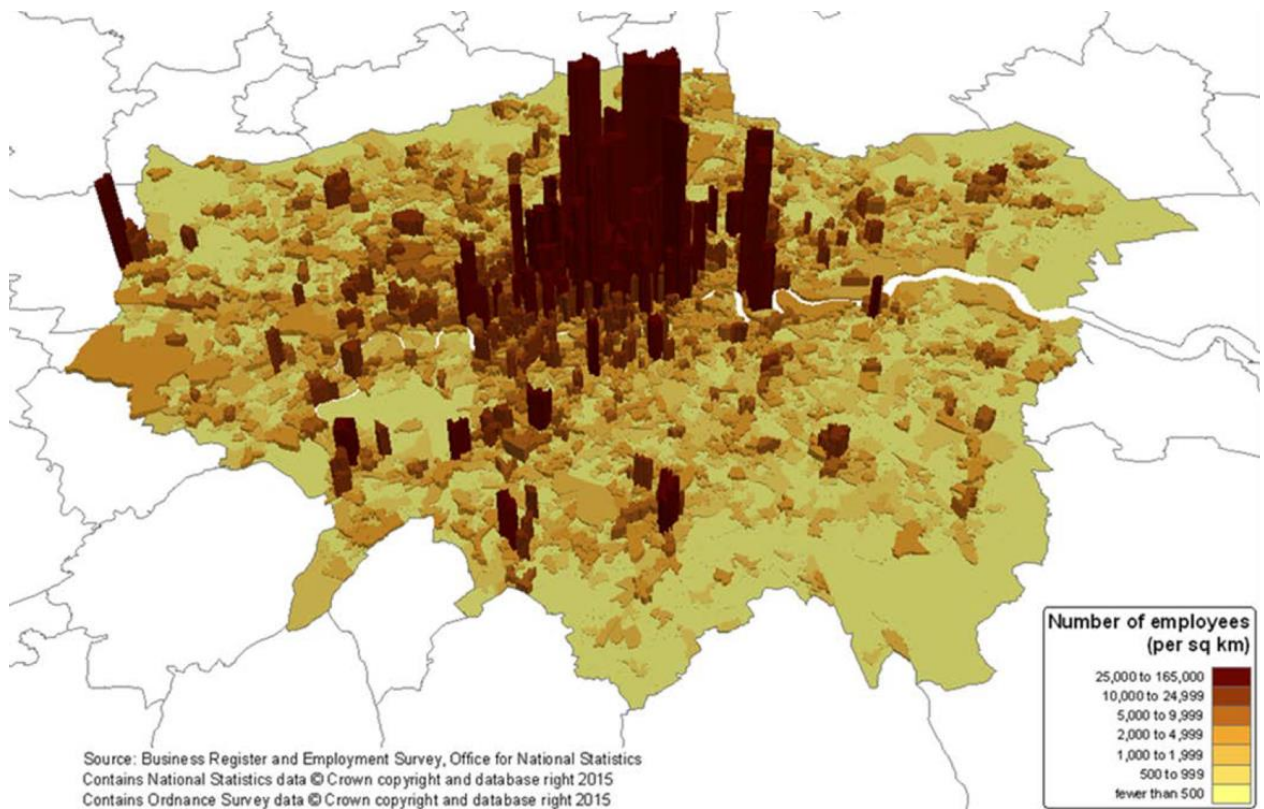 Number of employees
(per sq km)
25,000 to 165,000
10,000 to 24,999
5,000 to 9,999
2,000 to 4,999
1,000 to 1,999
500 to 999
fewer than 500
Source: Business Register and Employment Survey, Office for National Statistics
Contains National Statistics data © Crown copyright and database right 2015
Contains Ordnance Survey data © Crown copyright and database right 2015